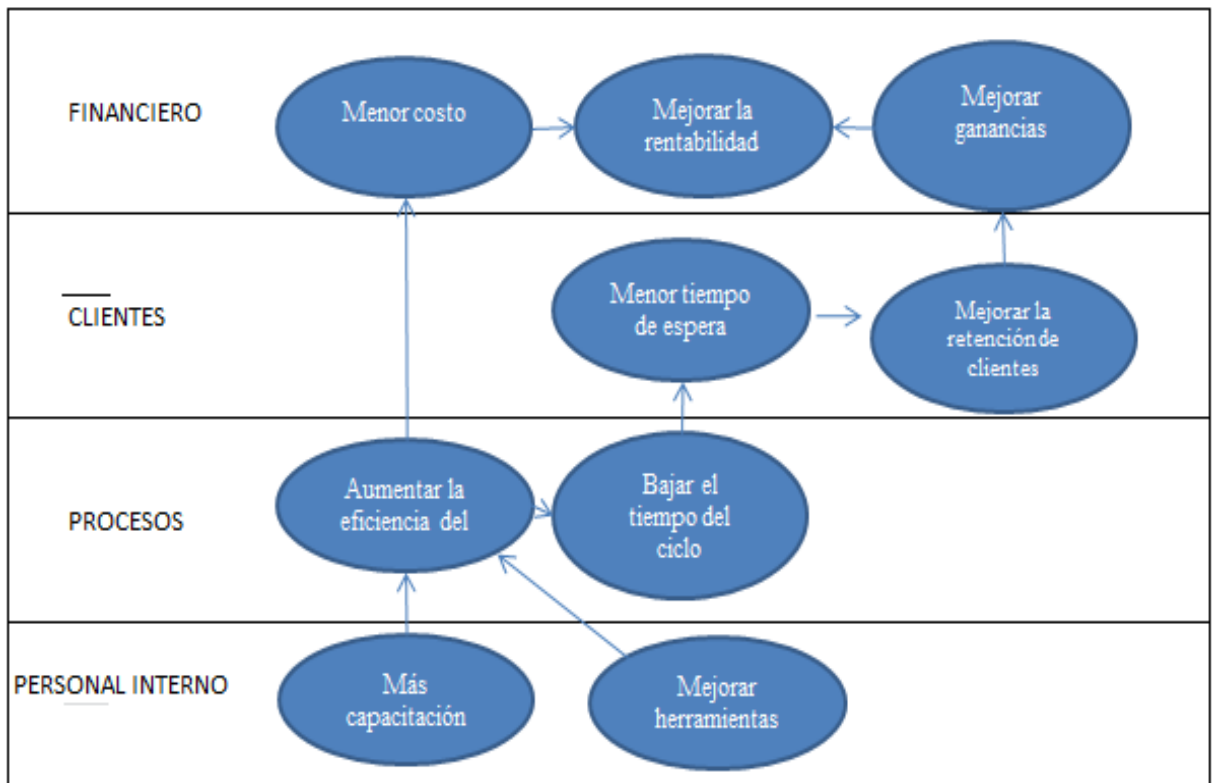 FINANCIERO
Menor costo
Mejorar la
rentabilidad
Mejorar
ganancias
CLIENTES
Menor tiempo
de espera
Mejorar la
retención de
clientes
PROCESOS
Aumentar la
eficiencia del
Bajar el
tiempo del
ciclo
PERSONAL INTERNO
Más
capacitación
Mejorar
herramientas